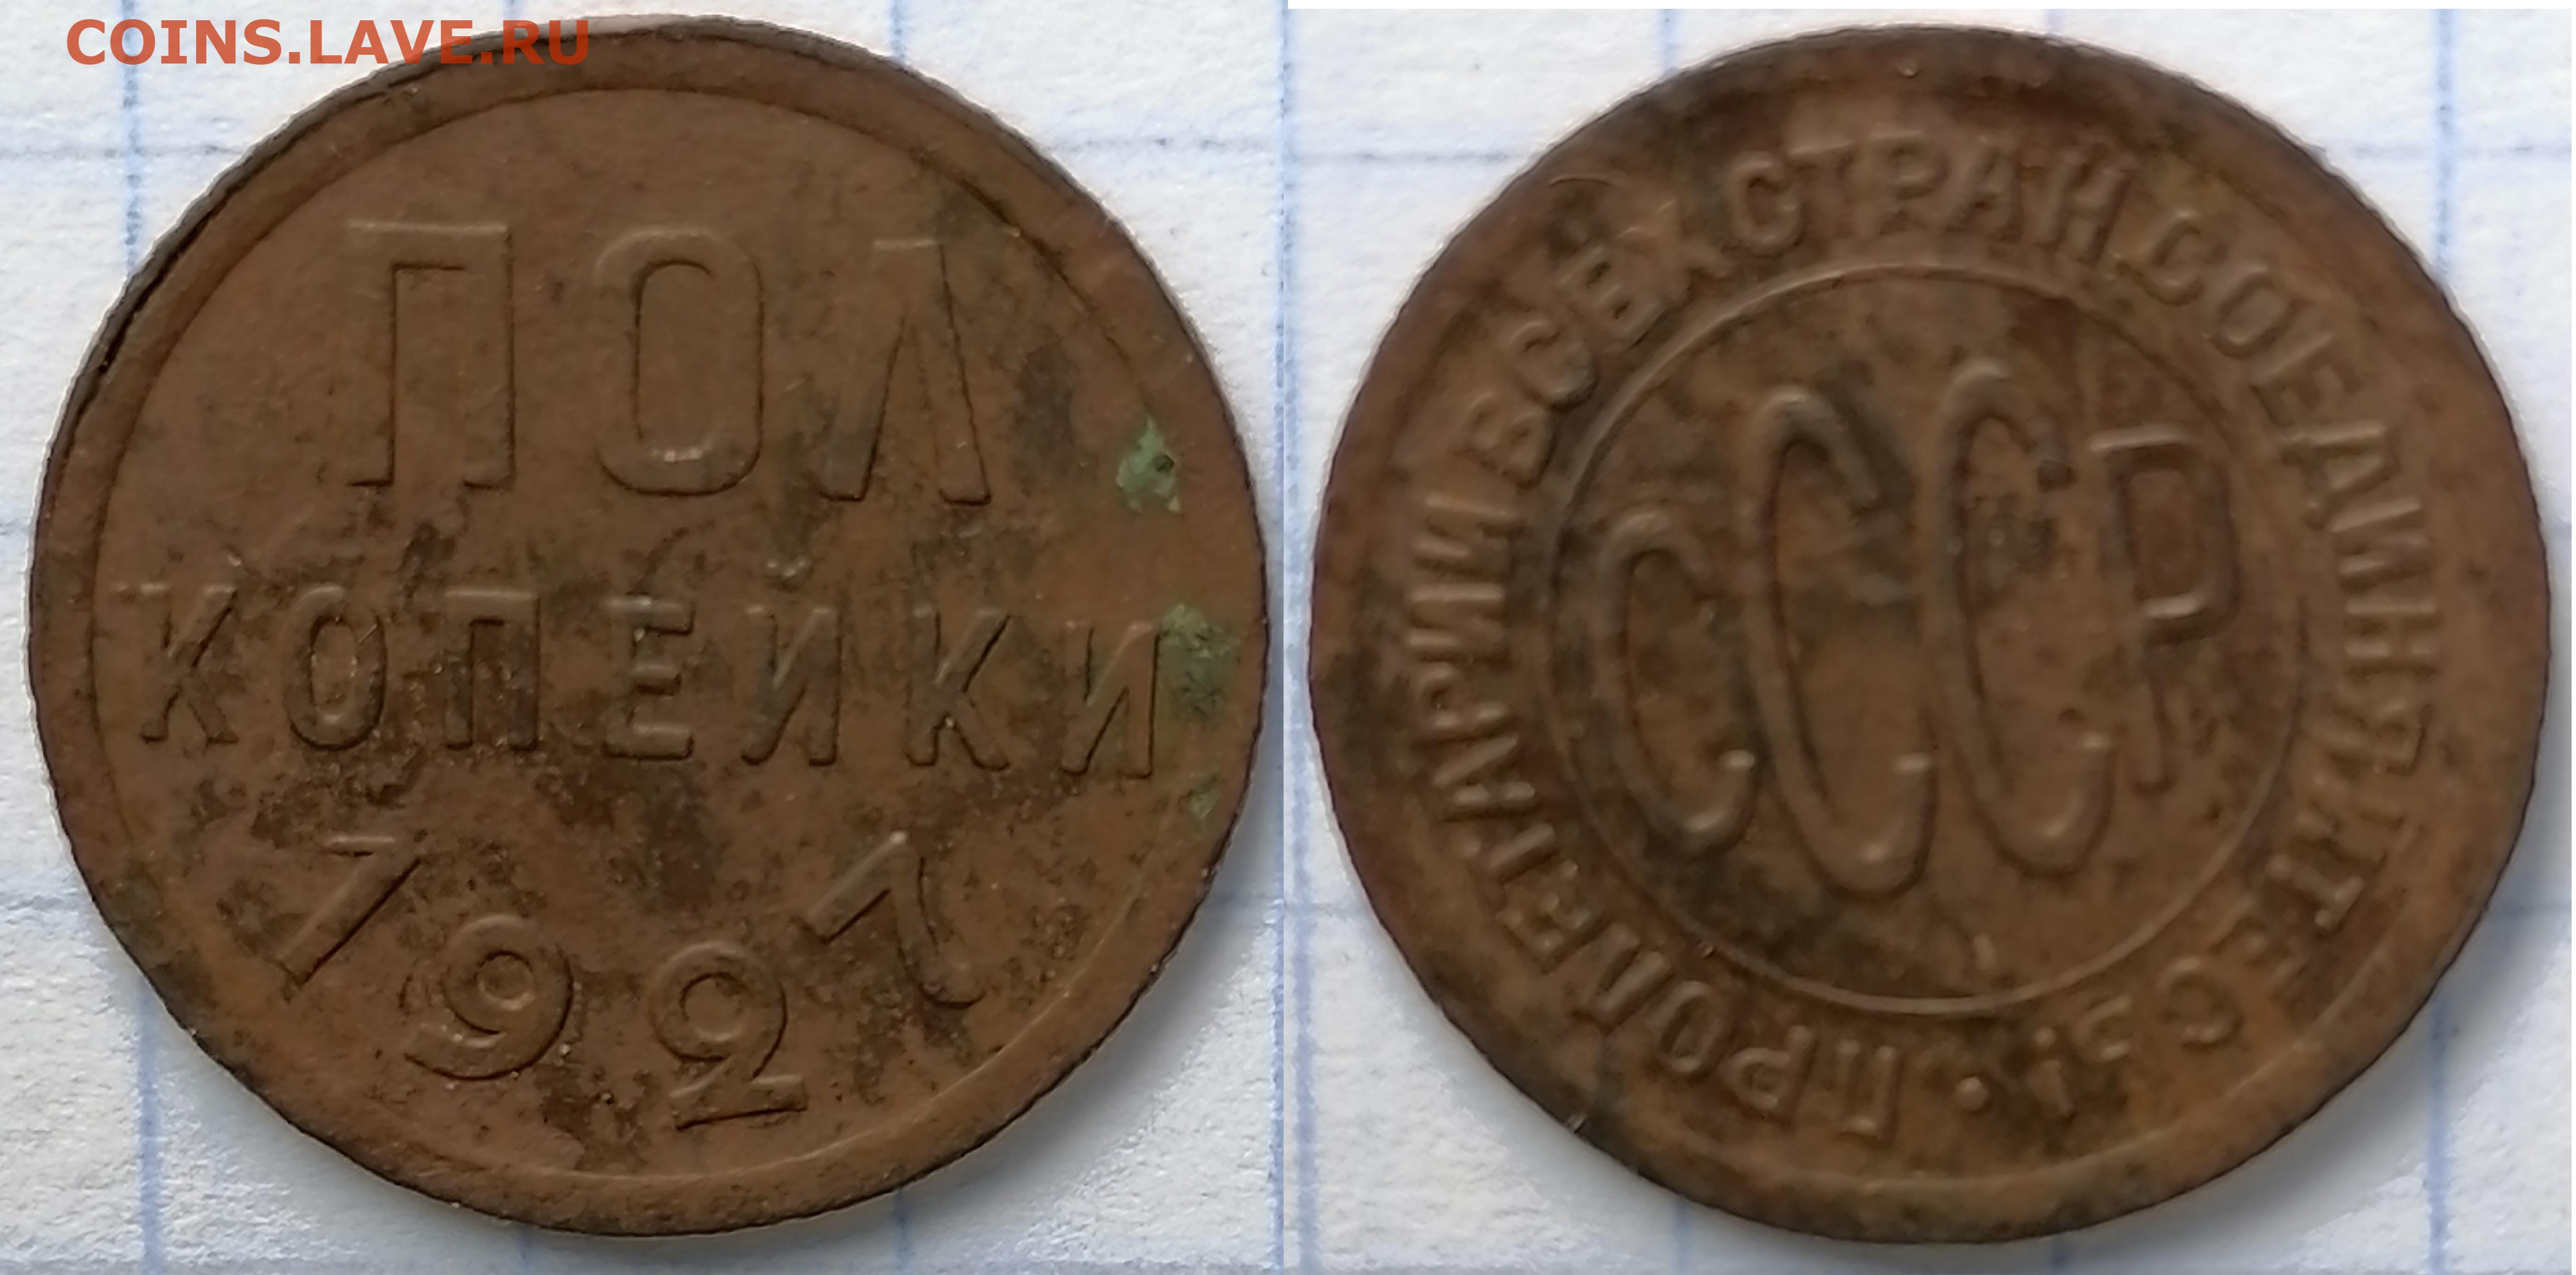 COINS.LAVE.RU
ПОЛ
КОПЕЙКИ
1927
ПРОЛЕТАРИИ ВСЕХ СТРАН, СОЕДИНЯЙТЕСЬ! •
СССР